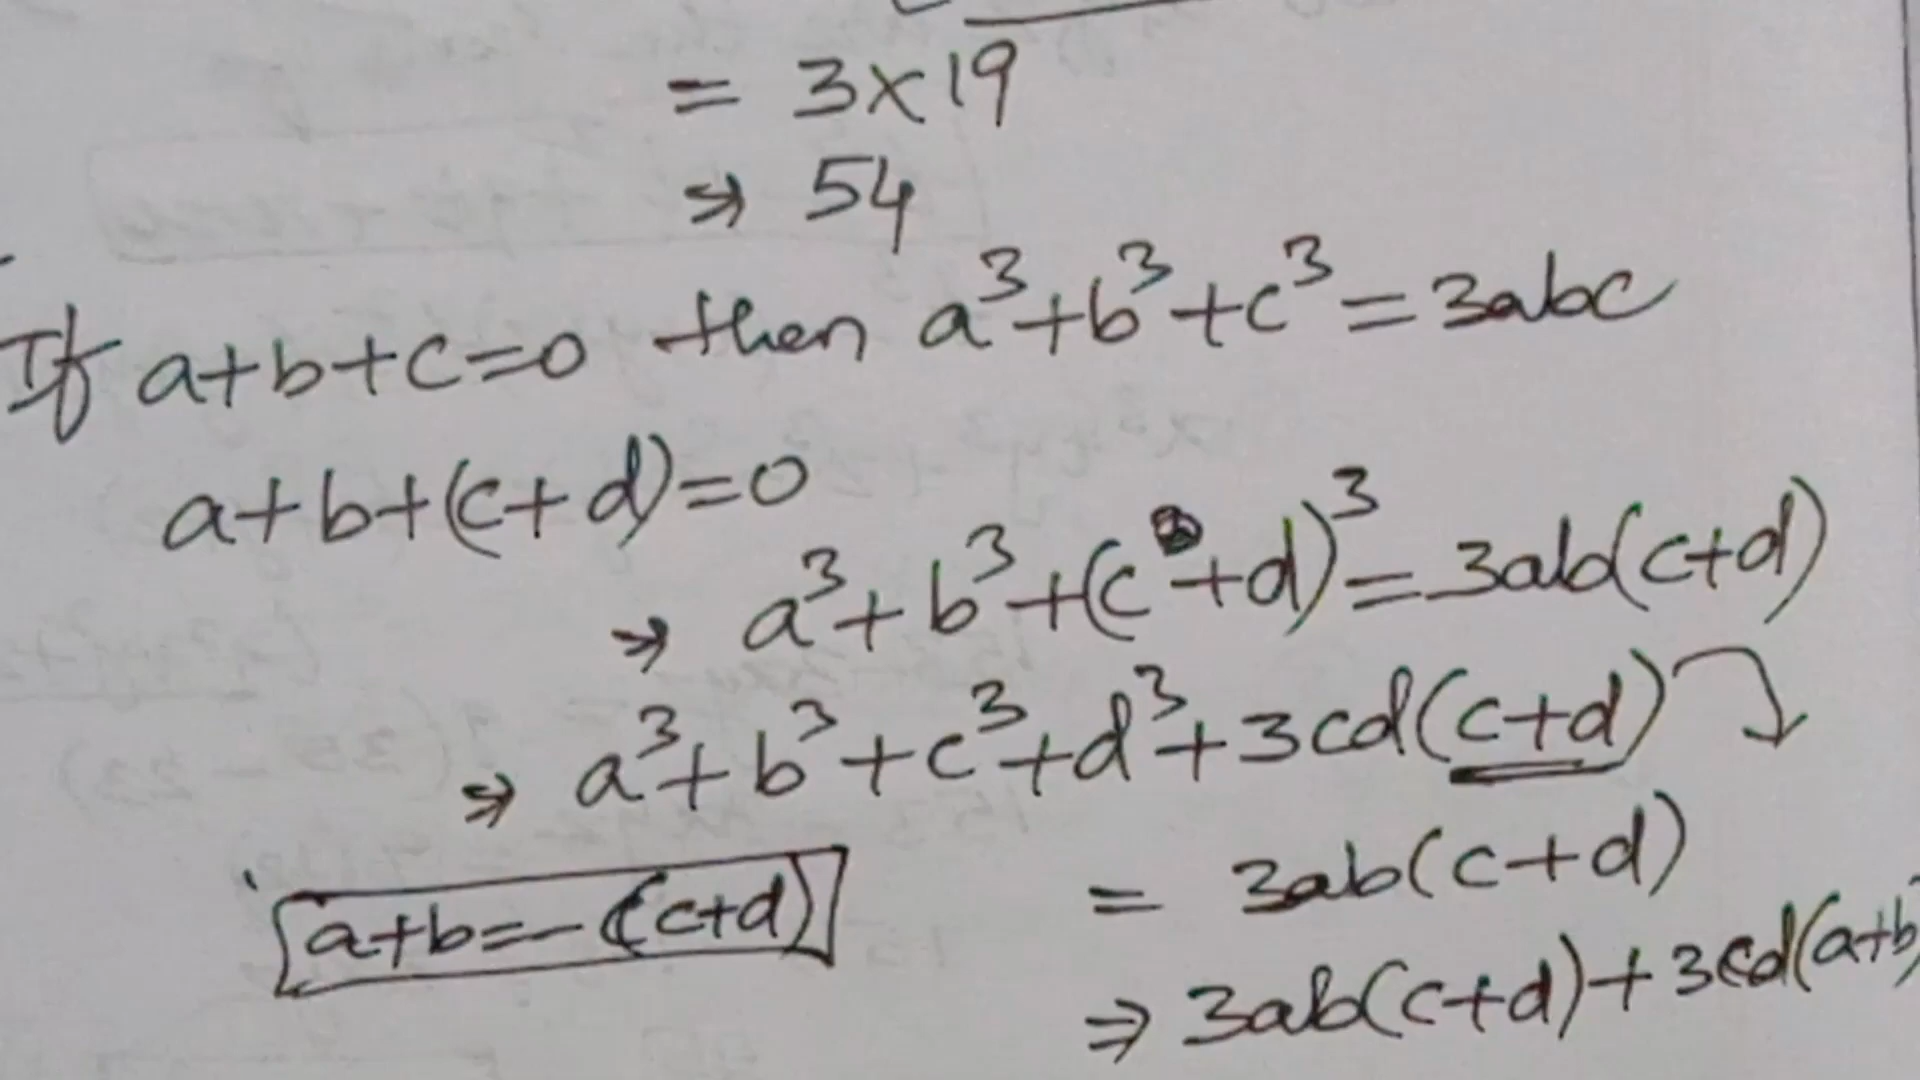 = 3×19
⇒ 54
If a+b+c=0 then a³+b³+c³=3abc
a+b+(c+d)=0
⇒ a³+b³+(c+d)³=3ab(c+d)
⇒ a³+b³+c³+d³+3cd(c+d)
a+b=-(c+d)
= 3ab(c+d)
⇒ 3ab(c+d)+3cd(a+b)